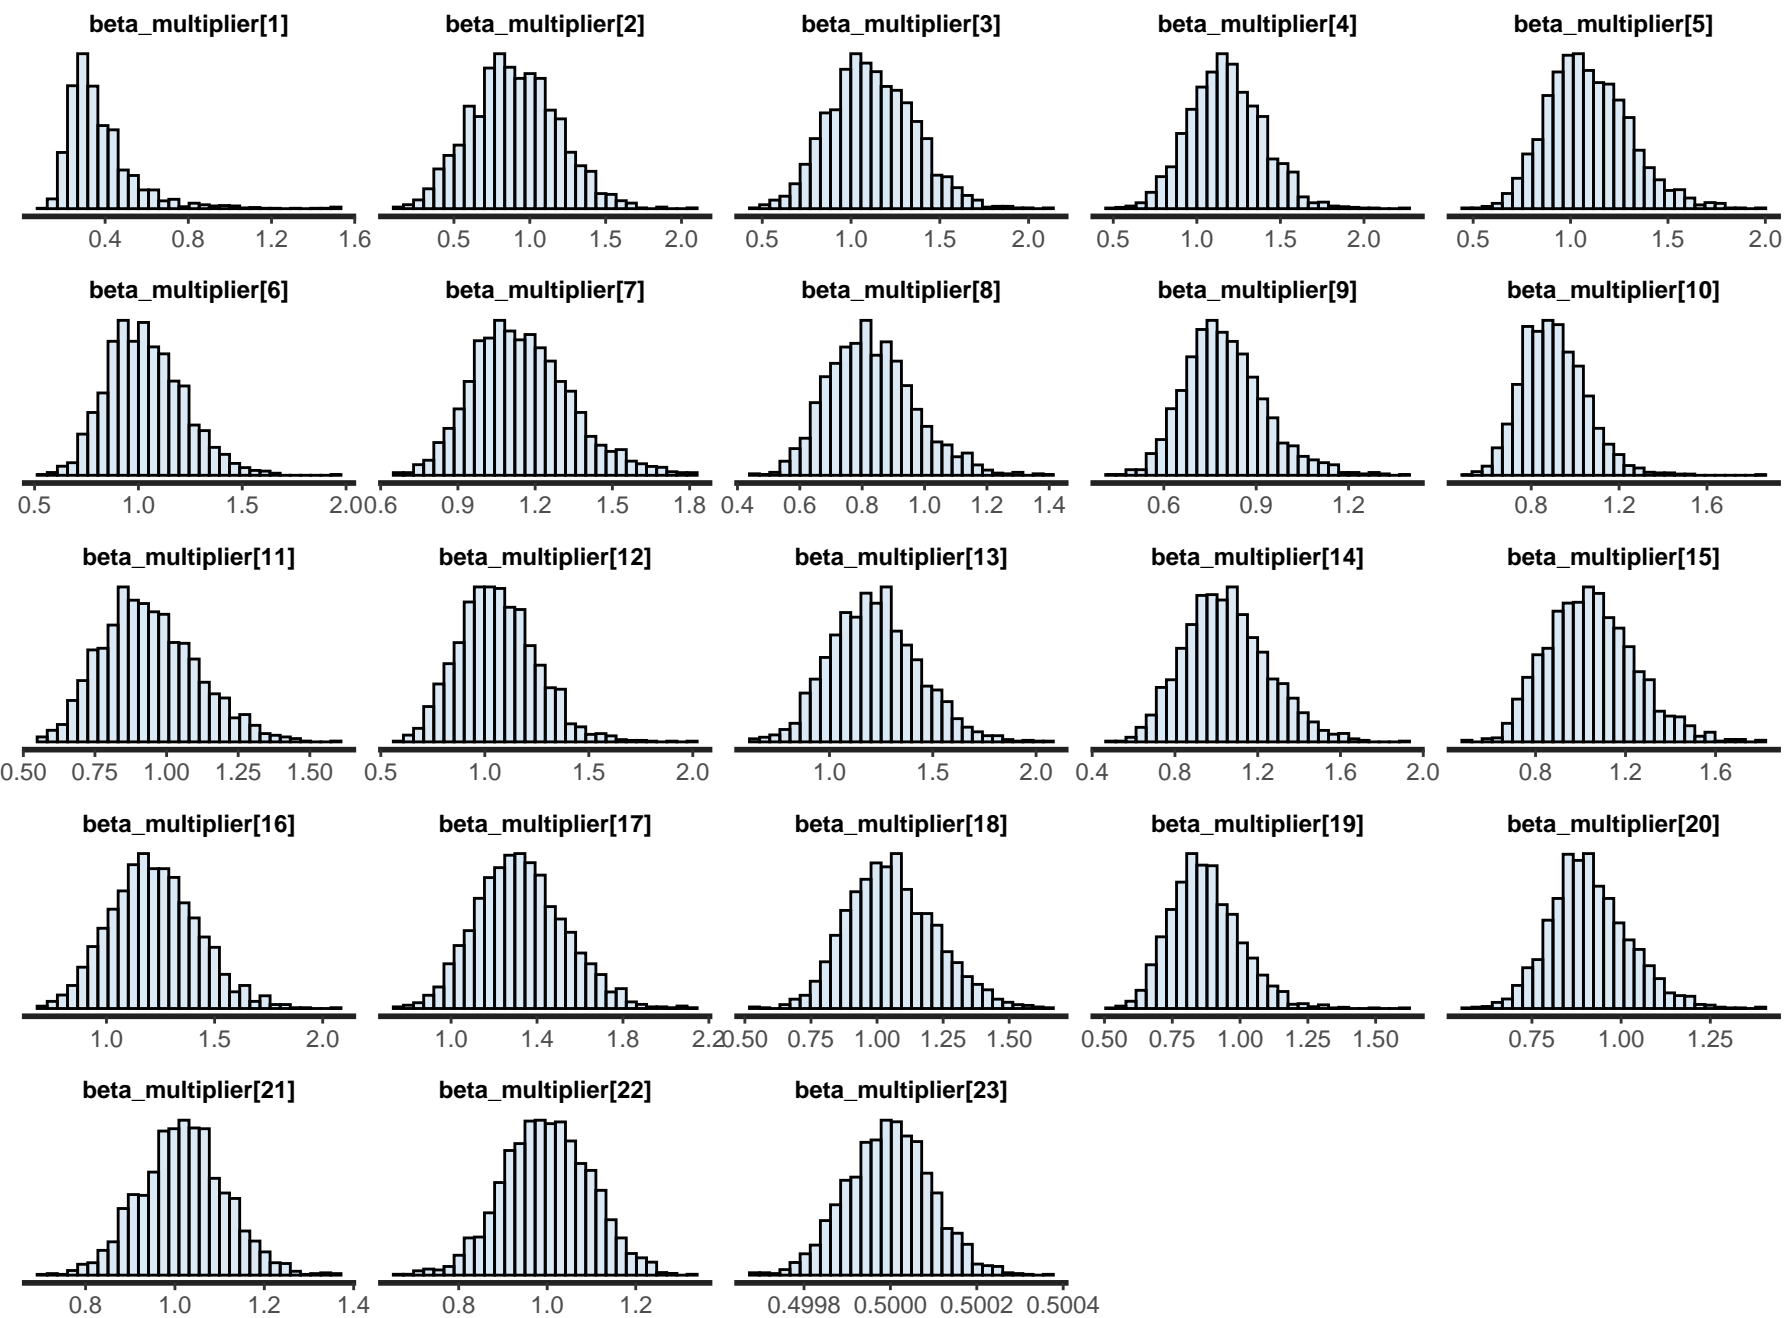 beta_multiplier[1] beta_multiplier[2] beta_multiplier[3] beta_multiplier[4] beta_multiplier[5]
0.4 0.8 1.2 1.6 0.5 1.0 1.5 2.0 0.5 1.0 1.5 2.0 0.5 1.0 1.5 2.0 0.5 1.0 1.5 2.0
beta_multiplier[6] beta_multiplier[7] beta_multiplier[8] beta_multiplier[9] beta_multiplier[10]
0.5 1.0 1.5 2.0 0.6 0.9 1.2 1.5 1.8 0.4 0.6 0.8 1.0 1.2 1.4 0.6 0.9 1.2 0.8 1.2 1.6
beta_multiplier[11] beta_multiplier[12] beta_multiplier[13] beta_multiplier[14] beta_multiplier[15]
0.50 0.75 1.00 1.25 1.50 0.5 1.0 1.5 2.0 1.0 1.5 2.0 0.4 0.8 1.2 1.6 2.0 0.8 1.2 1.6
beta_multiplier[16] beta_multiplier[17] beta_multiplier[18] beta_multiplier[19] beta_multiplier[20]
1.0 1.5 2.0 1.0 1.4 1.8 2.2 0.50 0.75 1.00 1.25 1.50 0.50 0.75 1.00 1.25 1.50 0.75 1.00 1.25
beta_multiplier[21] beta_multiplier[22] beta_multiplier[23]
0.8 1.0 1.2 1.4 0.8 1.0 1.2 0.4998 0.5000 0.5002 0.5004